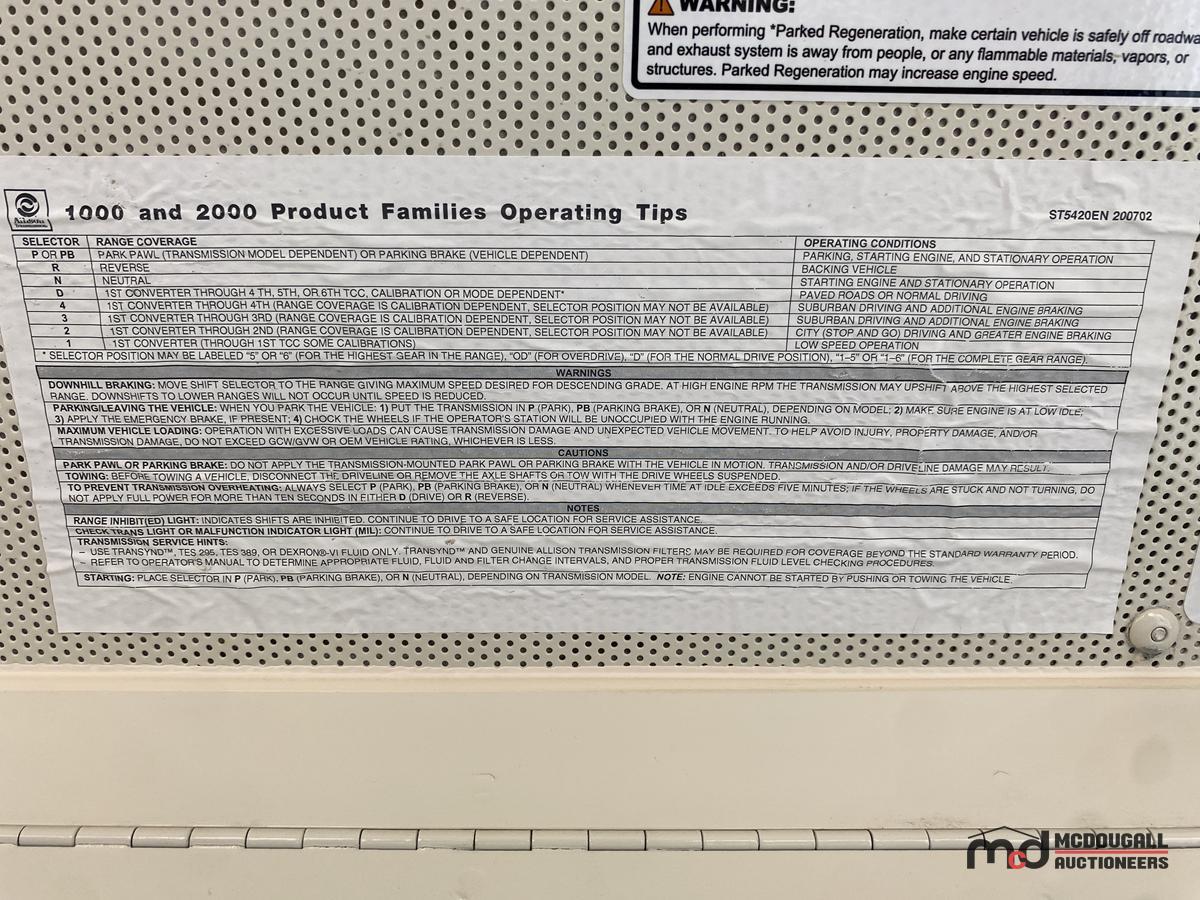 WARNING:
When performing *Parked Regeneration, make certain vehicle is safely off roadwa
and exhaust system is away from people, or any flammable materials, vapors, or
structures. Parked Regeneration may increase engine speed.
Allison
TRANSMISSION
1000 and 2000 Product Families Operating Tips
ST5420EN 200702
SELECTOR RANGE COVERAGE OPERATING CONDITIONS
P OR PB PARK PAWL (TRANSMISSION MODEL DEPENDENT) OR PARKING BRAKE (VEHICLE DEPENDENT) PARKING, STARTING ENGINE, AND STATIONARY OPERATION
R REVERSE BACKING VEHICLE
N NEUTRAL STARTING ENGINE AND STATIONARY OPERATION
D 1ST CONVERTER THROUGH 4 TH, 5TH, OR 6TH TCC, CALIBRATION OR MODE DEPENDENT* PAVED ROADS OR NORMAL DRIVING
4 1ST CONVERTER THROUGH 4TH (RANGE COVERAGE IS CALIBRATION DEPENDENT, SELECTOR POSITION MAY NOT BE AVAILABLE) SUBURBAN DRIVING AND ADDITIONAL ENGINE BRAKING
3 1ST CONVERTER THROUGH 3RD (RANGE COVERAGE IS CALIBRATION DEPENDENT, SELECTOR POSITION MAY NOT BE AVAILABLE) SUBURBAN DRIVING AND ADDITIONAL ENGINE BRAKING
2 1ST CONVERTER THROUGH 2ND (RANGE COVERAGE IS CALIBRATION DEPENDENT, SELECTOR POSITION MAY NOT BE AVAILABLE) CITY (STOP AND GO) DRIVING AND GREATER ENGINE BRAKING
1 1ST CONVERTER (THROUGH 1ST TCC SOME CALIBRATIONS) LOW SPEED OPERATION
* SELECTOR POSITION MAY BE LABELED "5" OR "6" (FOR THE HIGHEST GEAR IN THE RANGE), "OD" (FOR OVERDRIVE), "D" (FOR THE NORMAL DRIVE POSITION), "1–5" OR "1–6" (FOR THE COMPLETE GEAR RANGE).
WARNINGS
DOWNHILL BRAKING: MOVE SHIFT SELECTOR TO THE RANGE GIVING MAXIMUM SPEED DESIRED FOR DESCENDING GRADE. AT HIGH ENGINE RPM THE TRANSMISSION MAY UPSHIFT ABOVE THE HIGHEST SELECTED
RANGE. DOWNSHIFTS TO LOWER RANGES WILL NOT OCCUR UNTIL SPEED IS REDUCED.
PARKING/LEAVING THE VEHICLE: WHEN YOU PARK THE VEHICLE: 1) PUT THE TRANSMISSION IN P (PARK), PB (PARKING BRAKE), OR N (NEUTRAL), DEPENDING ON MODEL; 2) MAKE SURE ENGINE IS AT LOW IDLE;
3) APPLY THE EMERGENCY BRAKE, IF PRESENT; 4) CHOCK THE WHEELS IF THE OPERATOR'S STATION WILL BE UNOCCUPIED WITH THE ENGINE RUNNING.
MAXIMUM VEHICLE LOADING: OPERATION WITH EXCESSIVE LOADS CAN CAUSE TRANSMISSION DAMAGE AND UNEXPECTED VEHICLE MOVEMENT. TO HELP AVOID INJURY, PROPERTY DAMAGE, AND/OR
TRANSMISSION DAMAGE, DO NOT EXCEED GCW/GVW OR OEM VEHICLE RATING, WHICHEVER IS LESS.
CAUTIONS
PARK PAWL OR PARKING BRAKE: DO NOT APPLY THE TRANSMISSION-MOUNTED PARK PAWL OR PARKING BRAKE WITH THE VEHICLE IN MOTION. TRANSMISSION AND/OR DRIVELINE DAMAGE MAY RESULT.
TOWING: BEFORE TOWING A VEHICLE, DISCONNECT THE DRIVELINE OR REMOVE THE AXLE SHAFTS OR TOW WITH THE DRIVE WHEELS SUSPENDED.
TO PREVENT TRANSMISSION OVERHEATING: ALWAYS SELECT P (PARK), PB (PARKING BRAKE), OR N (NEUTRAL) WHENEVER TIME AT IDLE EXCEEDS FIVE MINUTES; IF THE WHEELS ARE STUCK AND NOT TURNING, DO
NOT APPLY FULL POWER FOR MORE THAN TEN SECONDS IN EITHER D (DRIVE) OR R (REVERSE).
NOTES
RANGE INHIBIT(ED) LIGHT: INDICATES SHIFTS ARE INHIBITED. CONTINUE TO DRIVE TO A SAFE LOCATION FOR SERVICE ASSISTANCE.
CHECK TRANS LIGHT OR MALFUNCTION INDICATOR LIGHT (MIL): CONTINUE TO DRIVE TO A SAFE LOCATION FOR SERVICE ASSISTANCE.
TRANSMISSION SERVICE HINTS:
– USE TRANSYND™, TES 295, TES 389, OR DEXRON®-VI FLUID ONLY. TRANSYND™ AND GENUINE ALLISON TRANSMISSION FILTERS MAY BE REQUIRED FOR COVERAGE BEYOND THE STANDARD WARRANTY PERIOD.
– REFER TO OPERATOR'S MANUAL TO DETERMINE APPROPRIATE FLUID, FLUID AND FILTER CHANGE INTERVALS, AND PROPER TRANSMISSION FLUID LEVEL CHECKING PROCEDURES.
STARTING: PLACE SELECTOR IN P (PARK), PB (PARKING BRAKE), OR N (NEUTRAL), DEPENDING ON TRANSMISSION MODEL. NOTE: ENGINE CANNOT BE STARTED BY PUSHING OR TOWING THE VEHICLE.
mcd MCDOUGALL
AUCTIONEERS